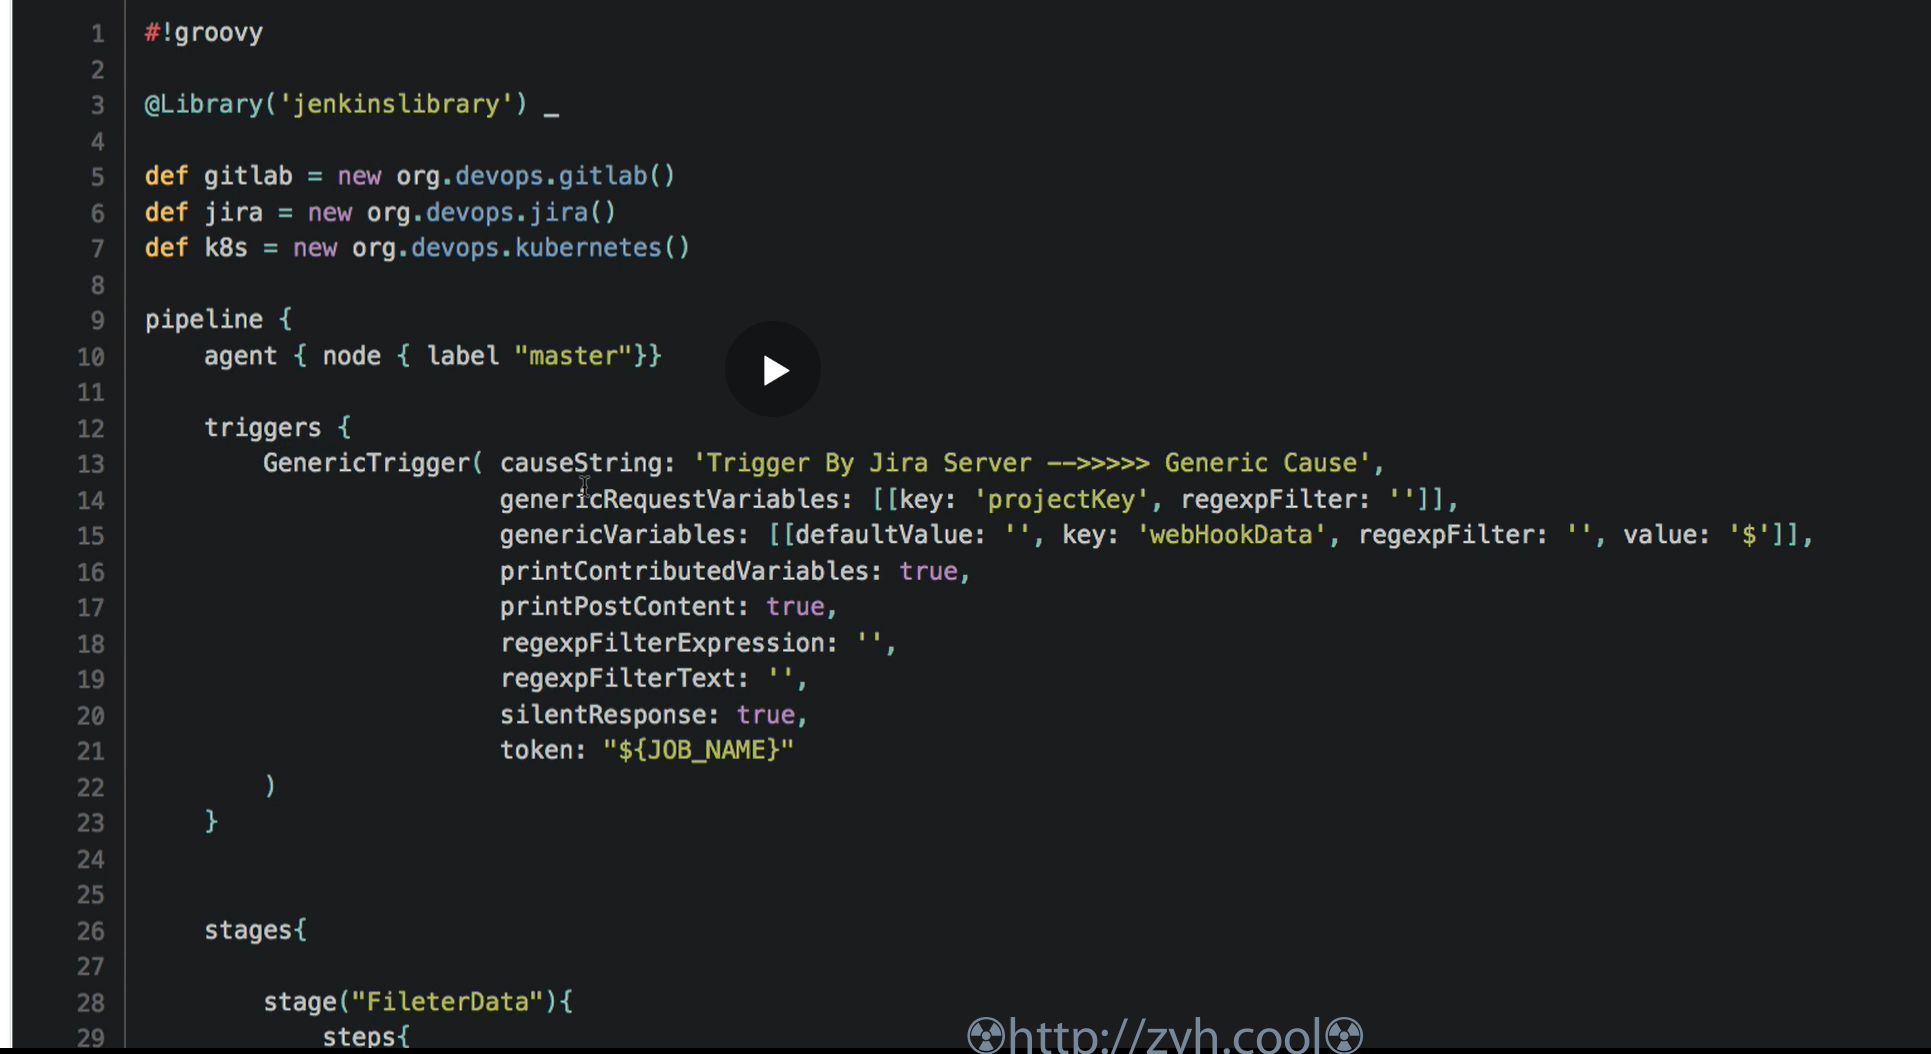 1 #!groovy
2
3 @Library('jenkinslibrary') _
4
5 def gitlab = new org.devops.gitlab()
6 def jira = new org.devops.jira()
7 def k8s = new org.devops.kubernetes()
8
9 pipeline {
10     agent { node { label "master"}}
11
12     triggers {
13         GenericTrigger( causeString: 'Trigger By Jira Server -->>>>> Generic Cause',
14                         genericRequestVariables: [[key: 'projectKey', regexpFilter: '']],
15                         genericVariables: [[defaultValue: '', key: 'webHookData', regexpFilter: '', value: '$']],
16                         printContributedVariables: true,
17                         printPostContent: true,
18                         regexpFilterExpression: '',
19                         regexpFilterText: '',
20                         silentResponse: true,
21                         token: "${JOB_NAME}"
22         )
23     }
24
25
26     stages{
27
28         stage("FileterData"){
29             steps{
☢http://zyh.cool☢